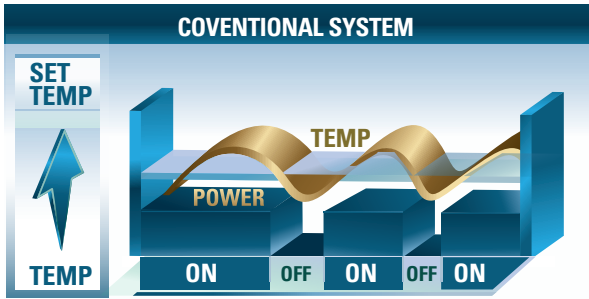 COVENTIONAL SYSTEM
SET
TEMP
TEMP
POWER
TEMP
ON
OFF
ON
OFF
ON